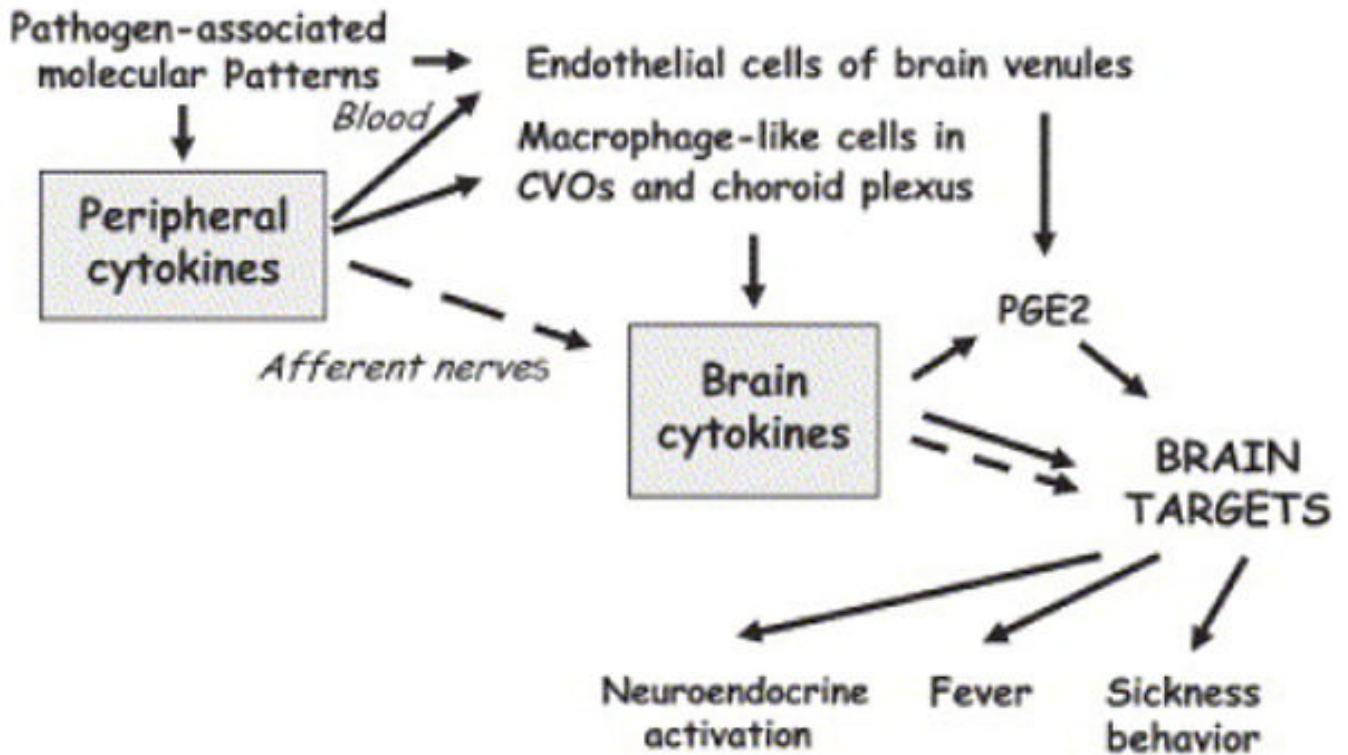 Pathogen-associated
molecular Patterns
Endothelial cells of brain venules
Blood
Macrophage-like cells in
CVOs and choroid plexus
Peripheral
cytokines
PGE2
Afferent nerves
Brain
cytokines
BRAIN
TARGETS
Neuroendocrine
activation
Fever
Sickness
behavior